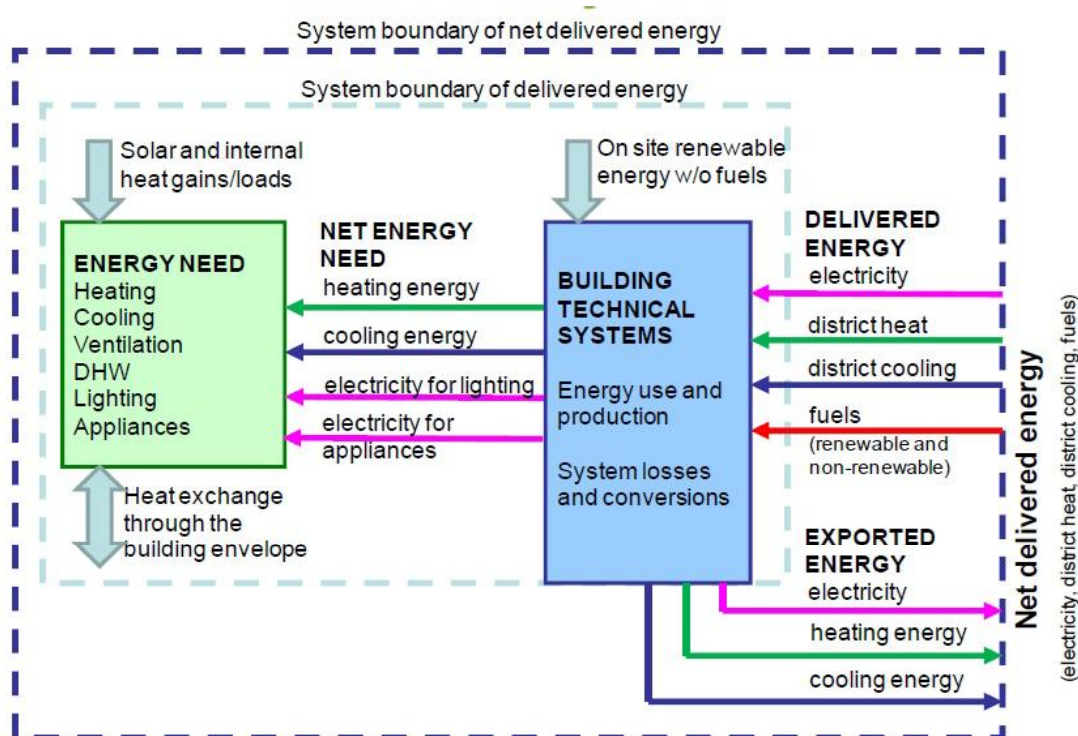 System boundary of net delivered energy
System boundary of delivered energy
Solar and internal
heat gains/loads
On site renewable
energy w/o fuels
ENERGY NEED
Heating
Cooling
Ventilation
DHW
Lighting
Appliances
NET ENERGY
NEED
heating energy
cooling energy
electricity for lighting
electricity for
appliances
BUILDING
TECHNICAL
SYSTEMS
Energy use and
production
System losses
and conversions
DELIVERED
ENERGY
electricity
district heat
district cooling
fuels
(renewable and
non-renewable)
Heat exchange
through the
building envelope
EXPORTED
ENERGY
electricity
heating energy
cooling energy
Net delivered energy
(electricity, district heat, district cooling, fuels)